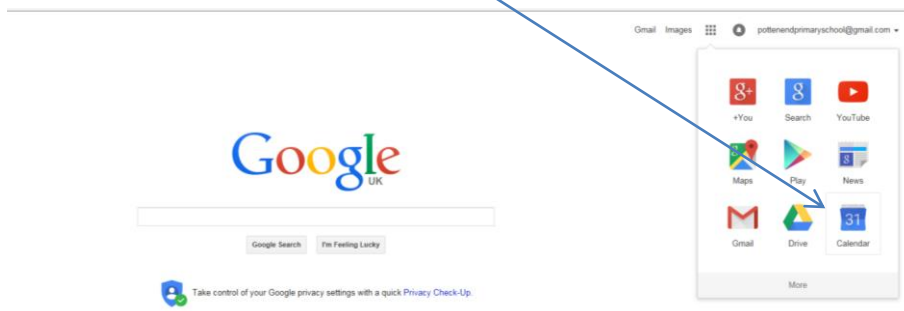 Gmail Images pottenendprimaryschool@gmail.com
g+ 8
+You Search YouTube
Google
UK
8
Maps Play News
31
Gmail Drive Calendar
Google Search I'm Feeling Lucky
More
Take control of your Google privacy settings with a quick Privacy Check-Up.